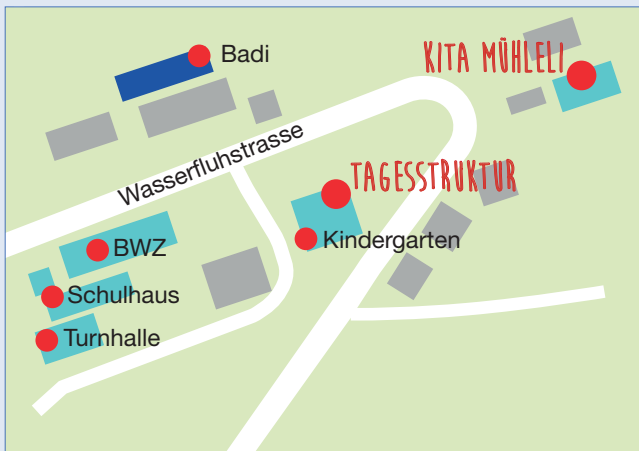 Badi
KITA MÜHLELI
Wasserfluhstrasse
TAGESSTRUKTUR
Kindergarten
BWZ
Schulhaus
Turnhalle